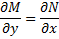 ∂M/∂y = ∂N/∂x